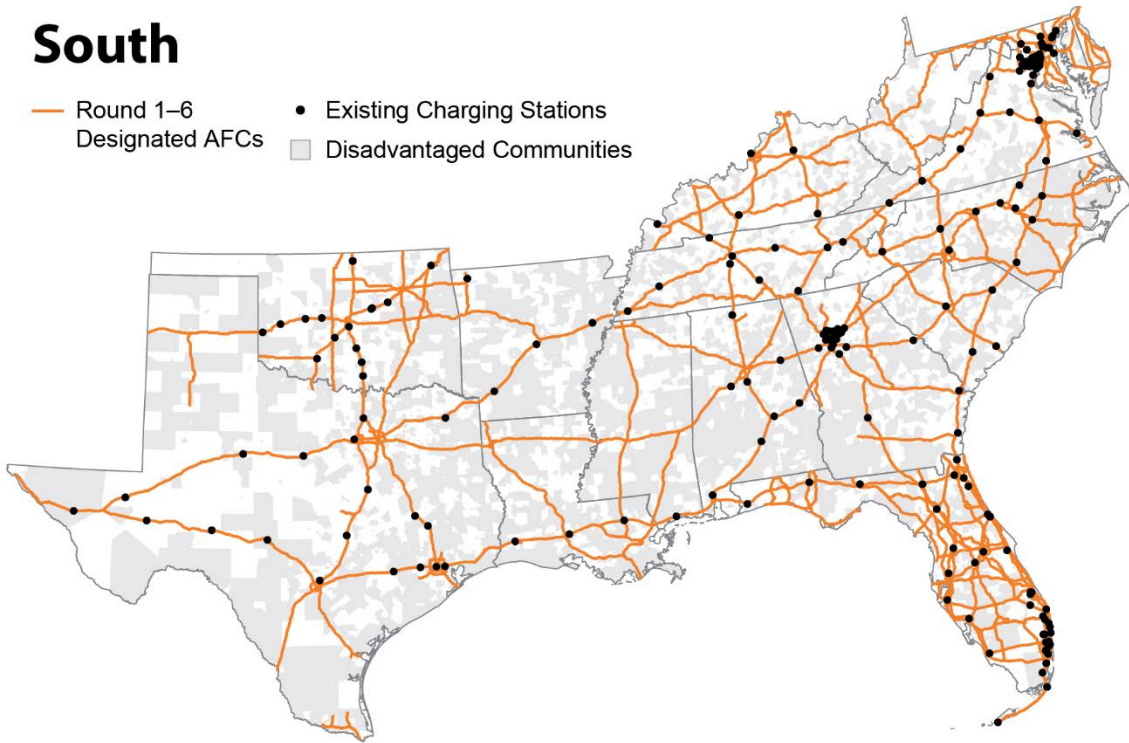 South
Round 1–6
Designated AFCs
Existing Charging Stations
Disadvantaged Communities